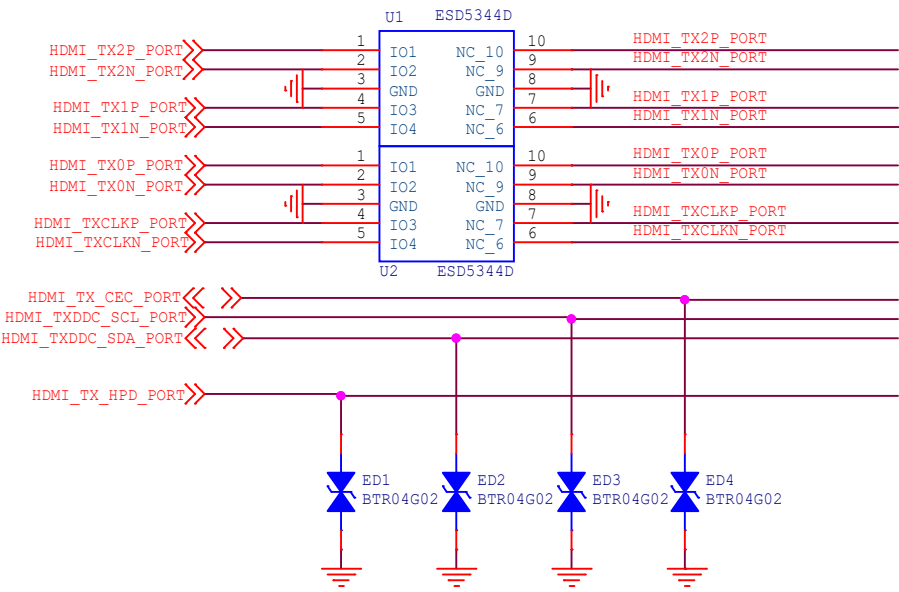 U1 ESD5344D
HDMI_TX2P_PORT 1 IO1 NC_10 10 HDMI_TX2P_PORT
HDMI_TX2N_PORT 2 IO2 NC_9 9 HDMI_TX2N_PORT
3 GND GND 8
HDMI_TX1P_PORT 4 IO3 NC_7 7 HDMI_TX1P_PORT
HDMI_TX1N_PORT 5 IO4 NC_6 6 HDMI_TX1N_PORT
HDMI_TX0P_PORT 1 IO1 NC_10 10 HDMI_TX0P_PORT
HDMI_TX0N_PORT 2 IO2 NC_9 9 HDMI_TX0N_PORT
3 GND GND 8
HDMI_TXCLKP_PORT 4 IO3 NC_7 7 HDMI_TXCLKP_PORT
HDMI_TXCLKN_PORT 5 IO4 NC_6 6 HDMI_TXCLKN_PORT
U2 ESD5344D
HDMI_TX_CEC_PORT
HDMI_TXDDC_SCL_PORT
HDMI_TXDDC_SDA_PORT
HDMI_TX_HPD_PORT
ED1 ED2 ED3 ED4
BTR04G02 BTR04G02 BTR04G02 BTR04G02